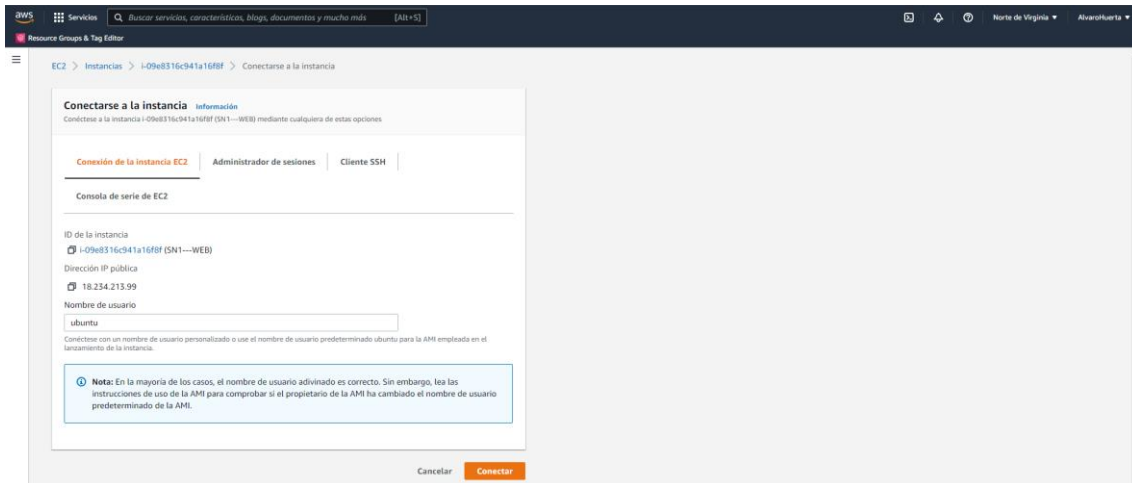 aws
Servicios
Buscar servicios, características, blogs, documentos y mucho más [Alt+S]
Norte de Virginia
AlvaroHuerta
Resource Groups & Tag Editor
EC2 > Instancias > i-09e8316c941a16f8f > Conectarse a la instancia
Conectarse a la instancia Información
Conéctese a la instancia i-09e8316c941a16f8f (SN1---WEB) mediante cualquiera de estas opciones
Conexión de la instancia EC2
Administrador de sesiones
Cliente SSH
Consola de serie de EC2
ID de la instancia
i-09e8316c941a16f8f (SN1---WEB)
Dirección IP pública
18.234.213.99
Nombre de usuario
ubuntu
Conéctese con un nombre de usuario personalizado o use el nombre de usuario predeterminado ubuntu para la AMI empleada en el
lanzamiento de la instancia.
Nota: En la mayoría de los casos, el nombre de usuario adivinado es correcto. Sin embargo, lea las
instrucciones de uso de la AMI para comprobar si el propietario de la AMI ha cambiado el nombre de usuario
predeterminado de la AMI.
Cancelar
Conectar